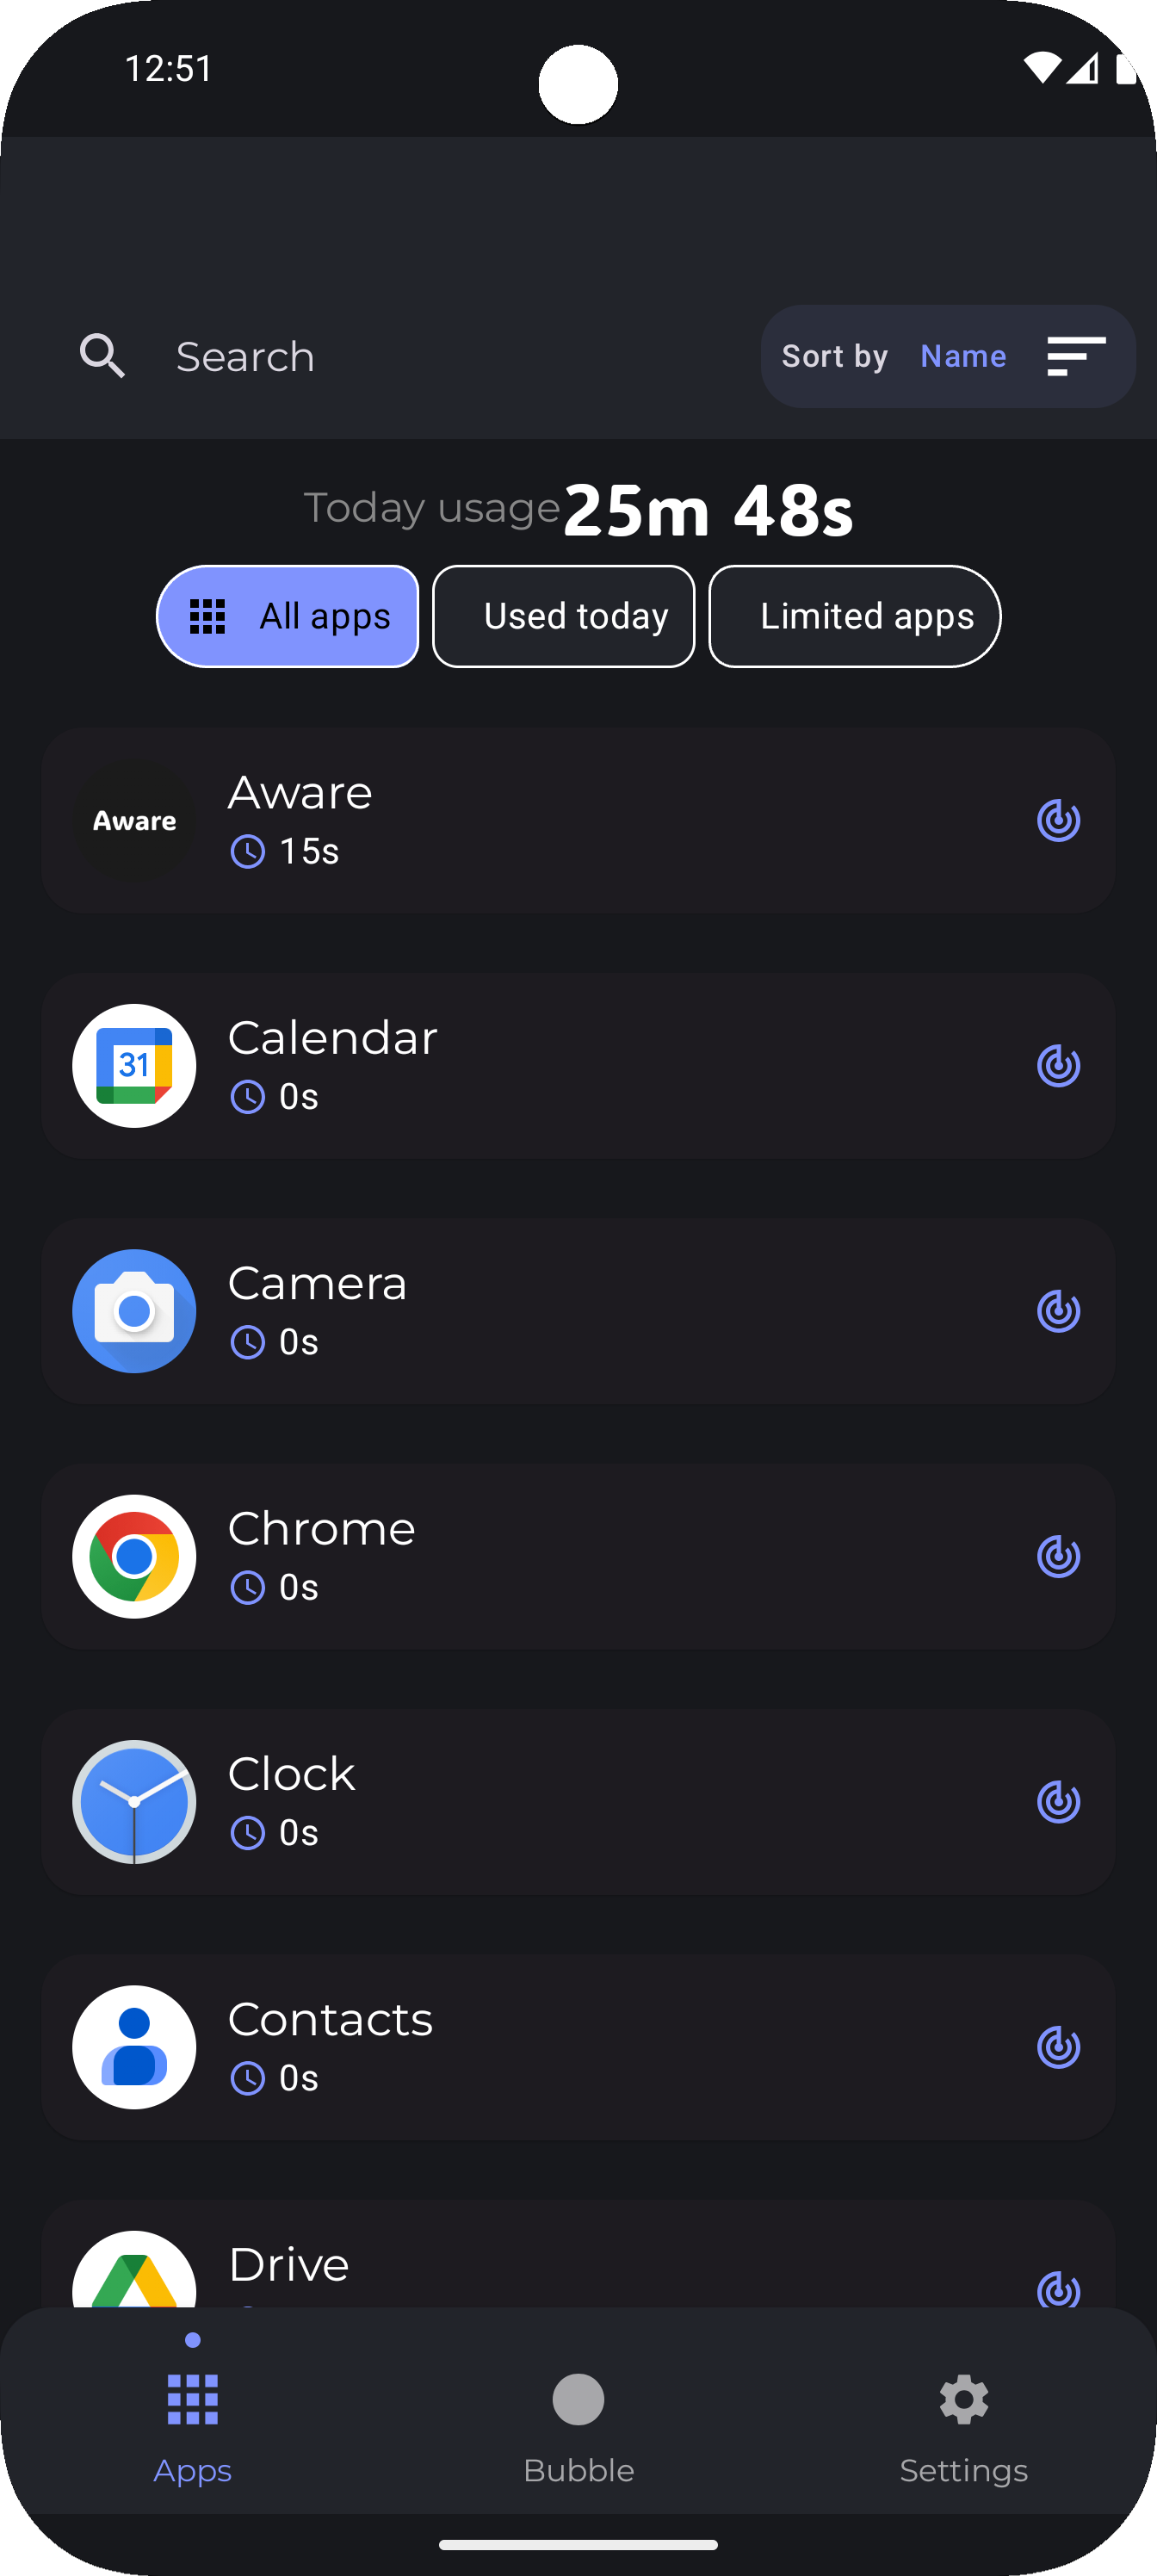 12:51
Search
Sort by Name
Today usage 25m 48s
All apps
Used today
Limited apps
Aware
Aware
15s
31
Calendar
0s
Camera
0s
Chrome
0s
Clock
0s
Contacts
0s
Drive
Apps
Bubble
Settings